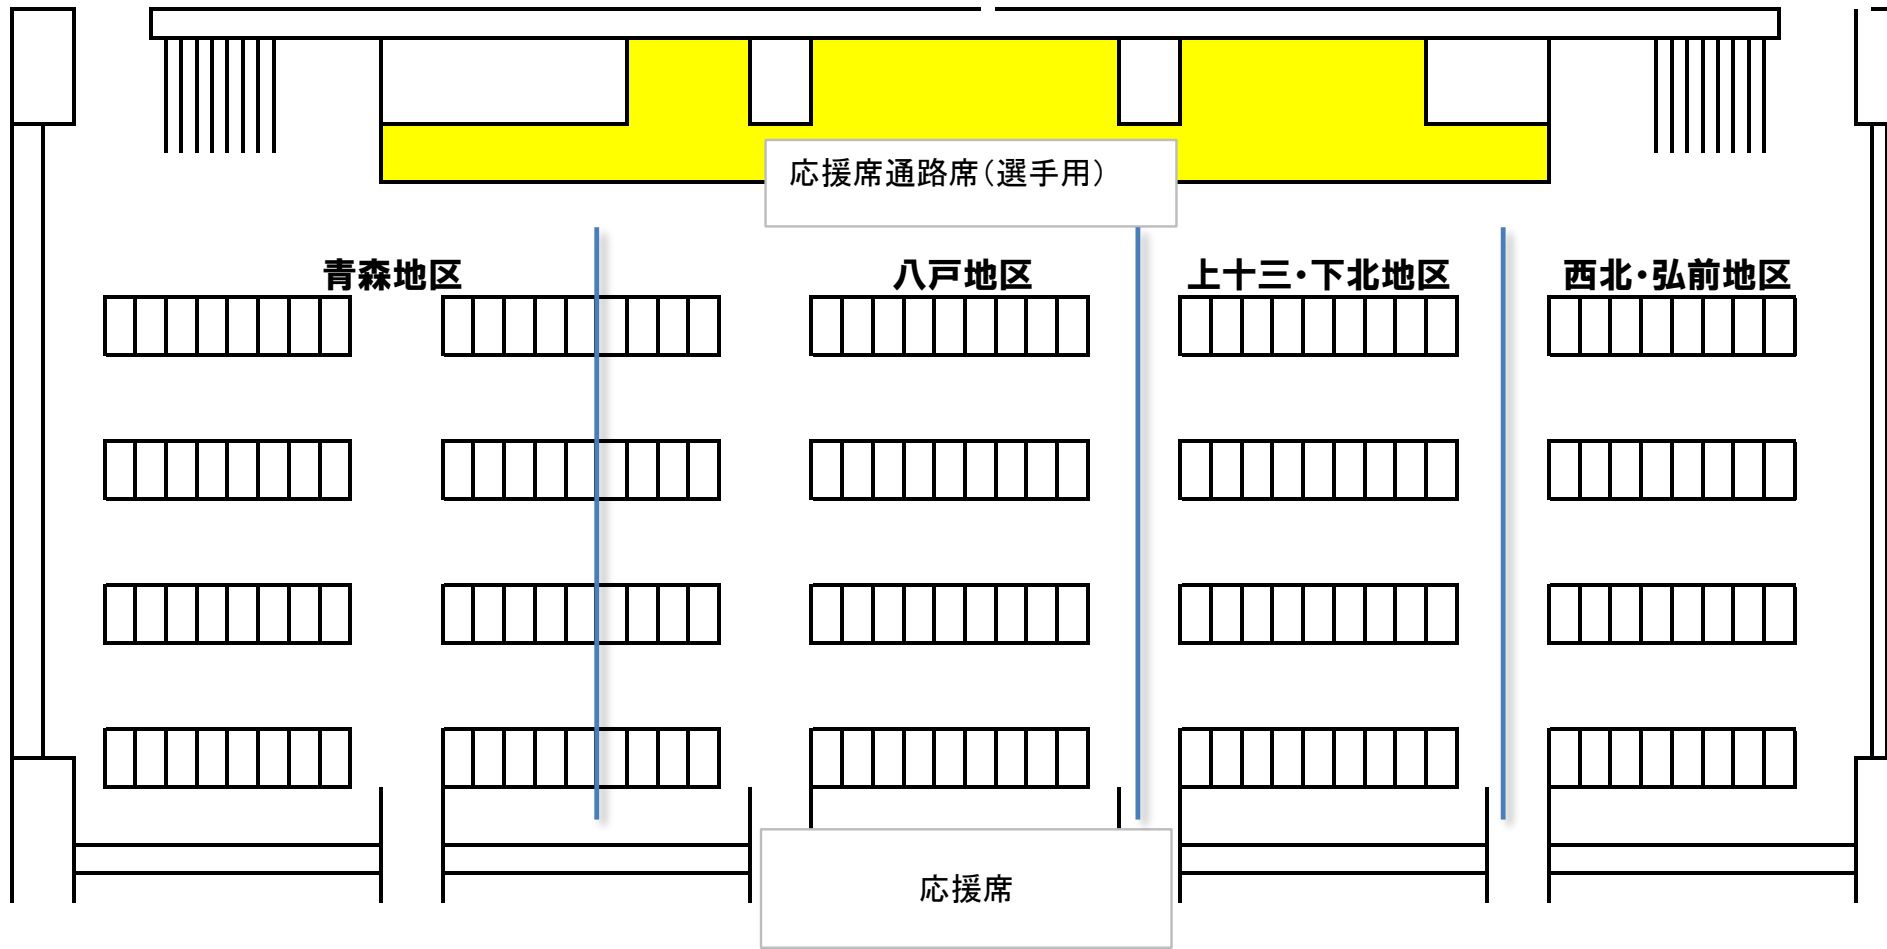 応援席通路席（選手用）
青森地区
八戸地区
上十三・下北地区
西北・弘前地区
応援席